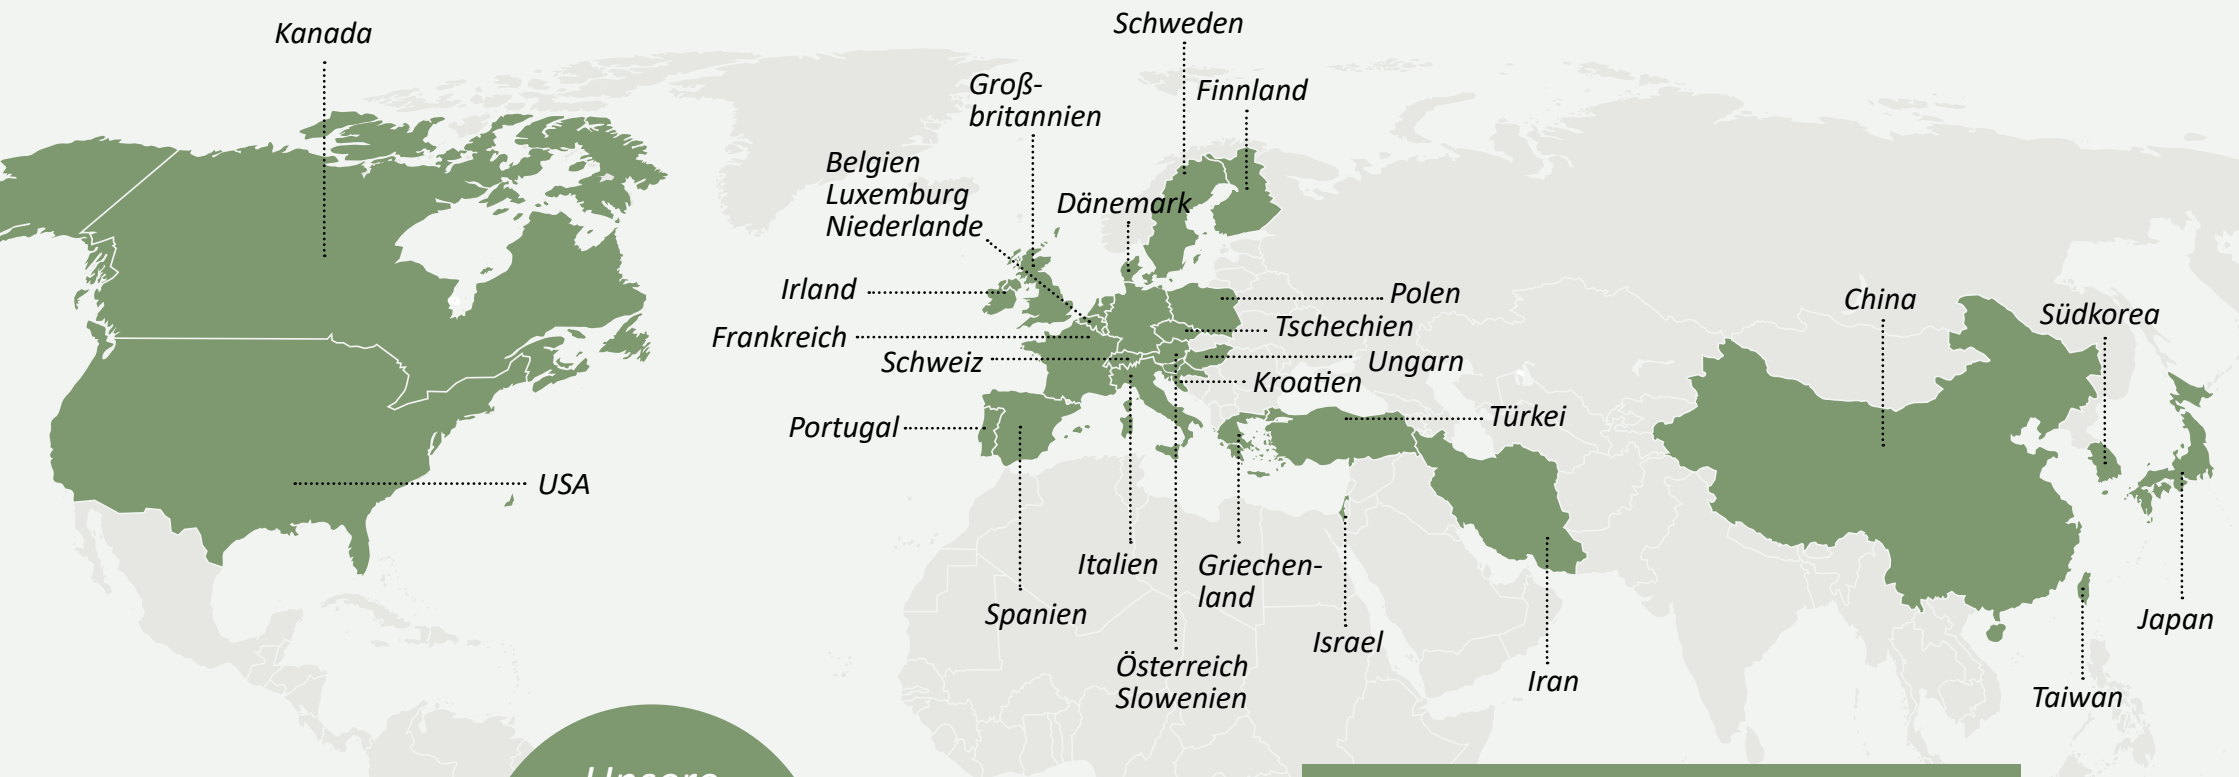 Kanada
Schweden
Groß-
britannien
Finnland
Belgien
Luxemburg
Niederlande
Dänemark
Irland
Polen
China
Südkorea
Frankreich
Tschechien
Schweiz
Ungarn
Kroatien
Portugal
Türkei
USA
Italien
Griechen-
land
Spanien
Israel
Japan
Österreich
Slowenien
Iran
Taiwan
Unsere